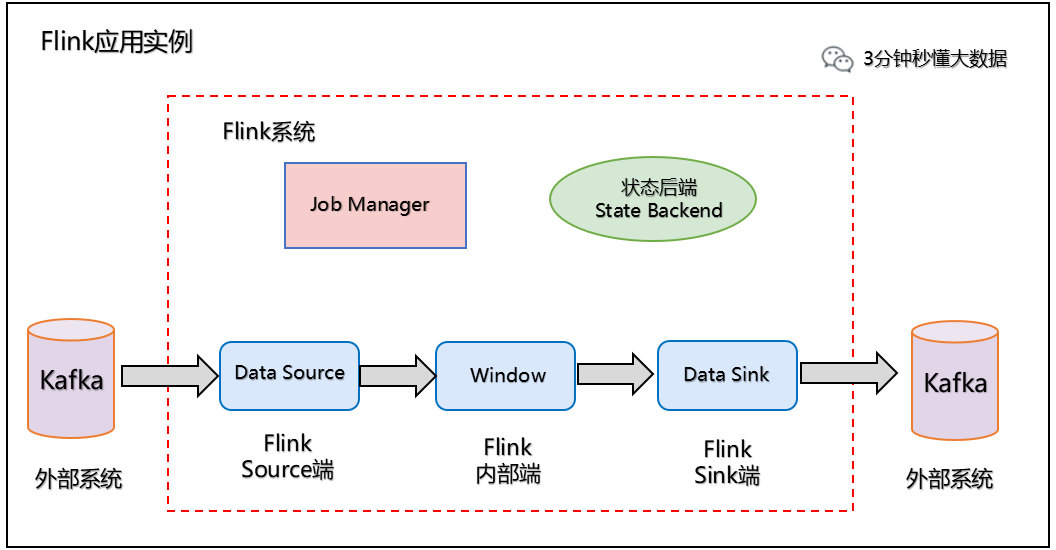 Flink应用实例
3分钟秒懂大数据
Flink系统
Job Manager
状态后端
State Backend
Kafka
Data Source
Window
Data Sink
Kafka
外部系统
Flink
Source端
Flink
内部端
Flink
Sink端
外部系统